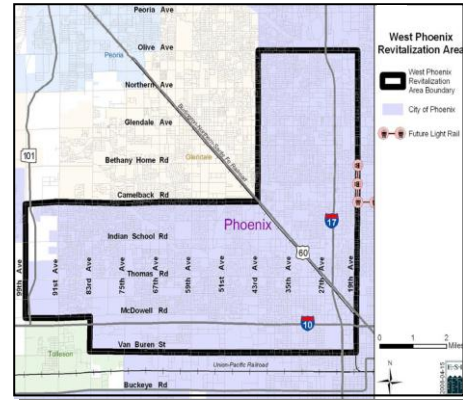 Peoria Ave
Olive Ave
Peoria
Northern Ave
Burlington Northern Santa Fe Railroad
Glendale Ave
101
Bethany Home Rd
Glendale
Camelback Rd
Phoenix
17
Indian School Rd
60
99th Ave
91st Ave
83rd Ave
75th Ave
67th Ave
59th Ave
51st Ave
43rd Ave
35th Ave
27th Ave
19th Ave
Thomas Rd
McDowell Rd
10
Tolleson
Van Buren St
Union-Pacific Railroad
Buckeye Rd
West Phoenix
Revitalization Area
West Phoenix
Revitalization
Area Boundary
City of Phoenix
Future Light Rail
0 1 2
Miles
N
2008-04-15